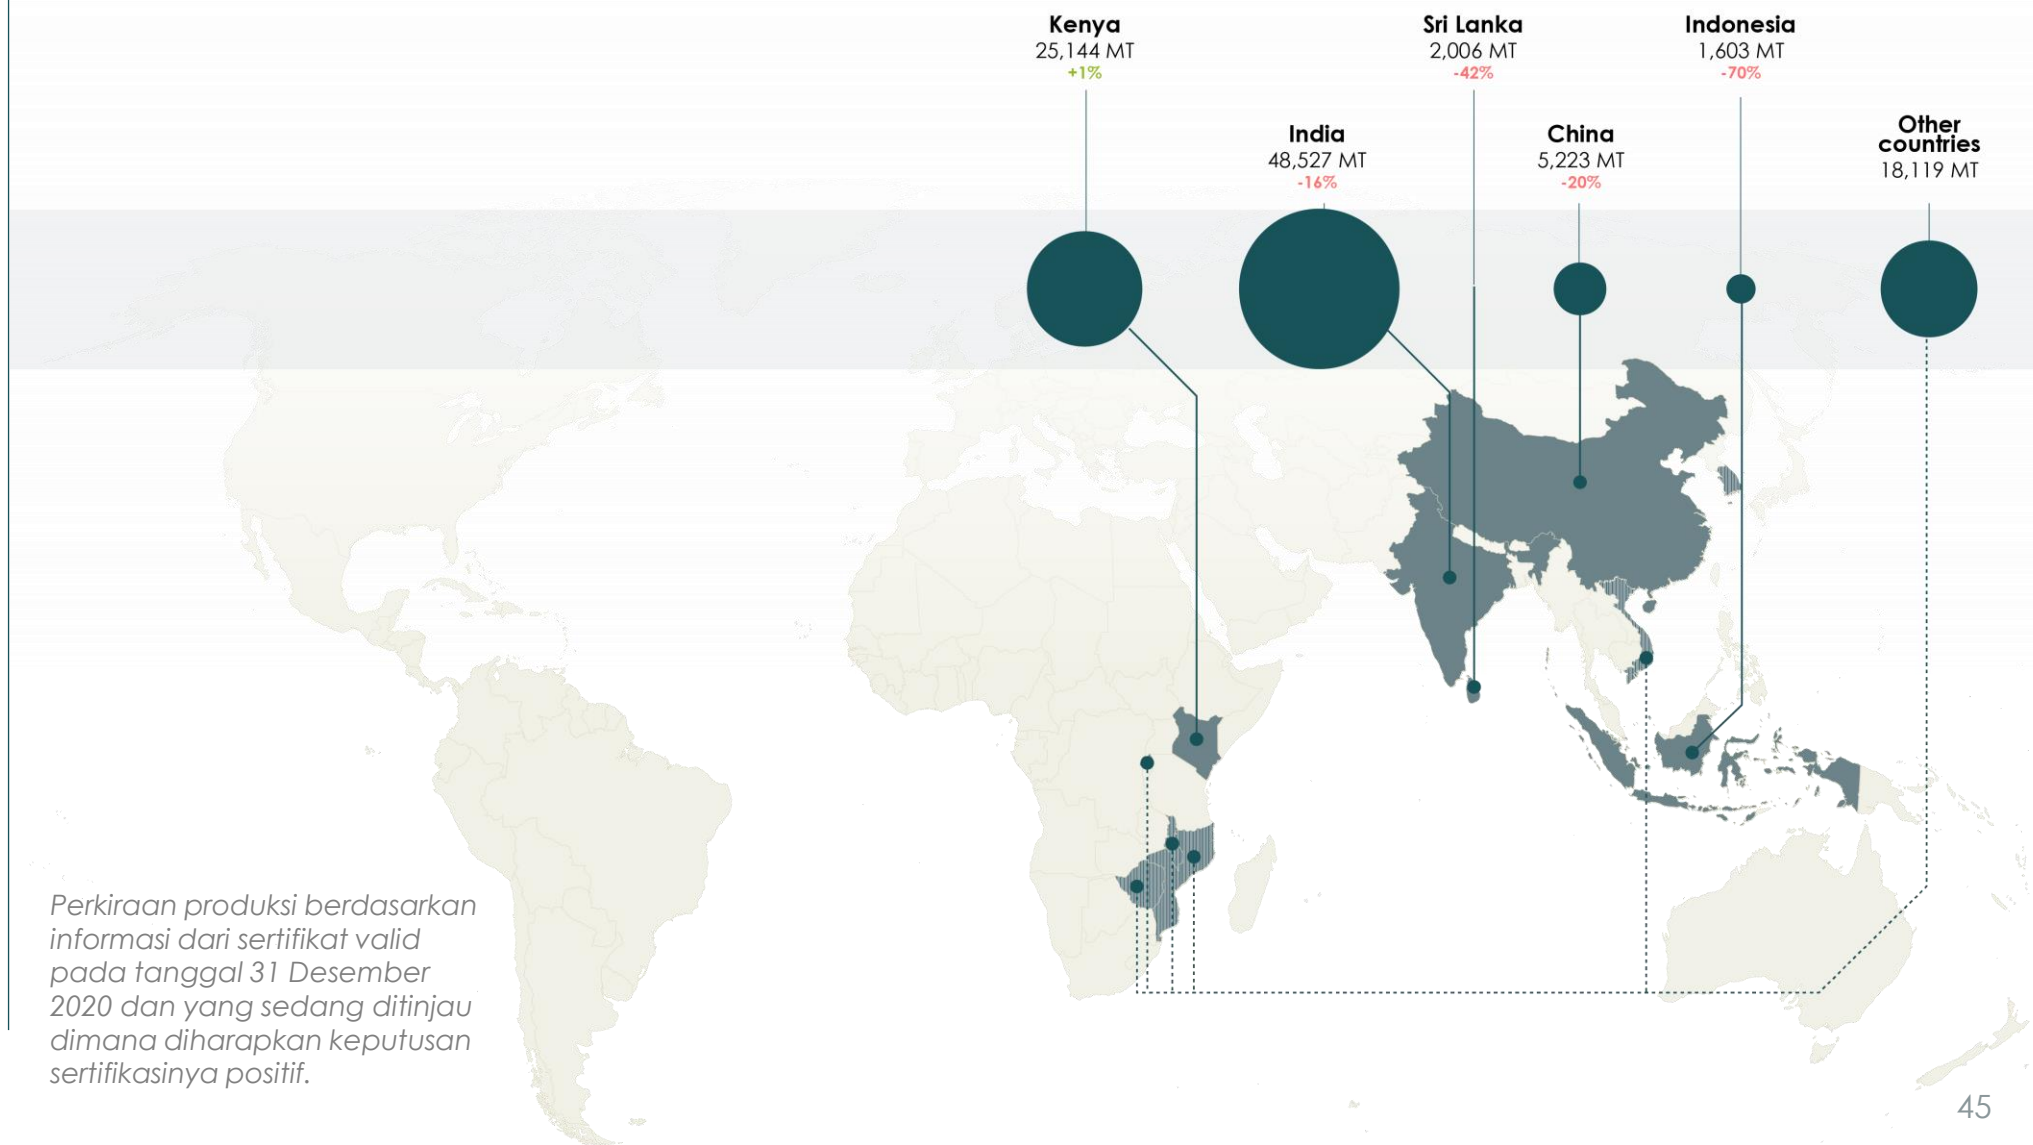 Kenya
25,144 MT
+1%
Sri Lanka
2,006 MT
-42%
Indonesia
1,603 MT
-70%
India
48,527 MT
-16%
China
5,223 MT
-20%
Other
countries
18,119 MT
Perkiraan produksi berdasarkan
informasi dari sertifikat valid
pada tanggal 31 Desember
2020 dan yang sedang ditinjau
dimana diharapkan keputusan
sertifikasinya positif.
45